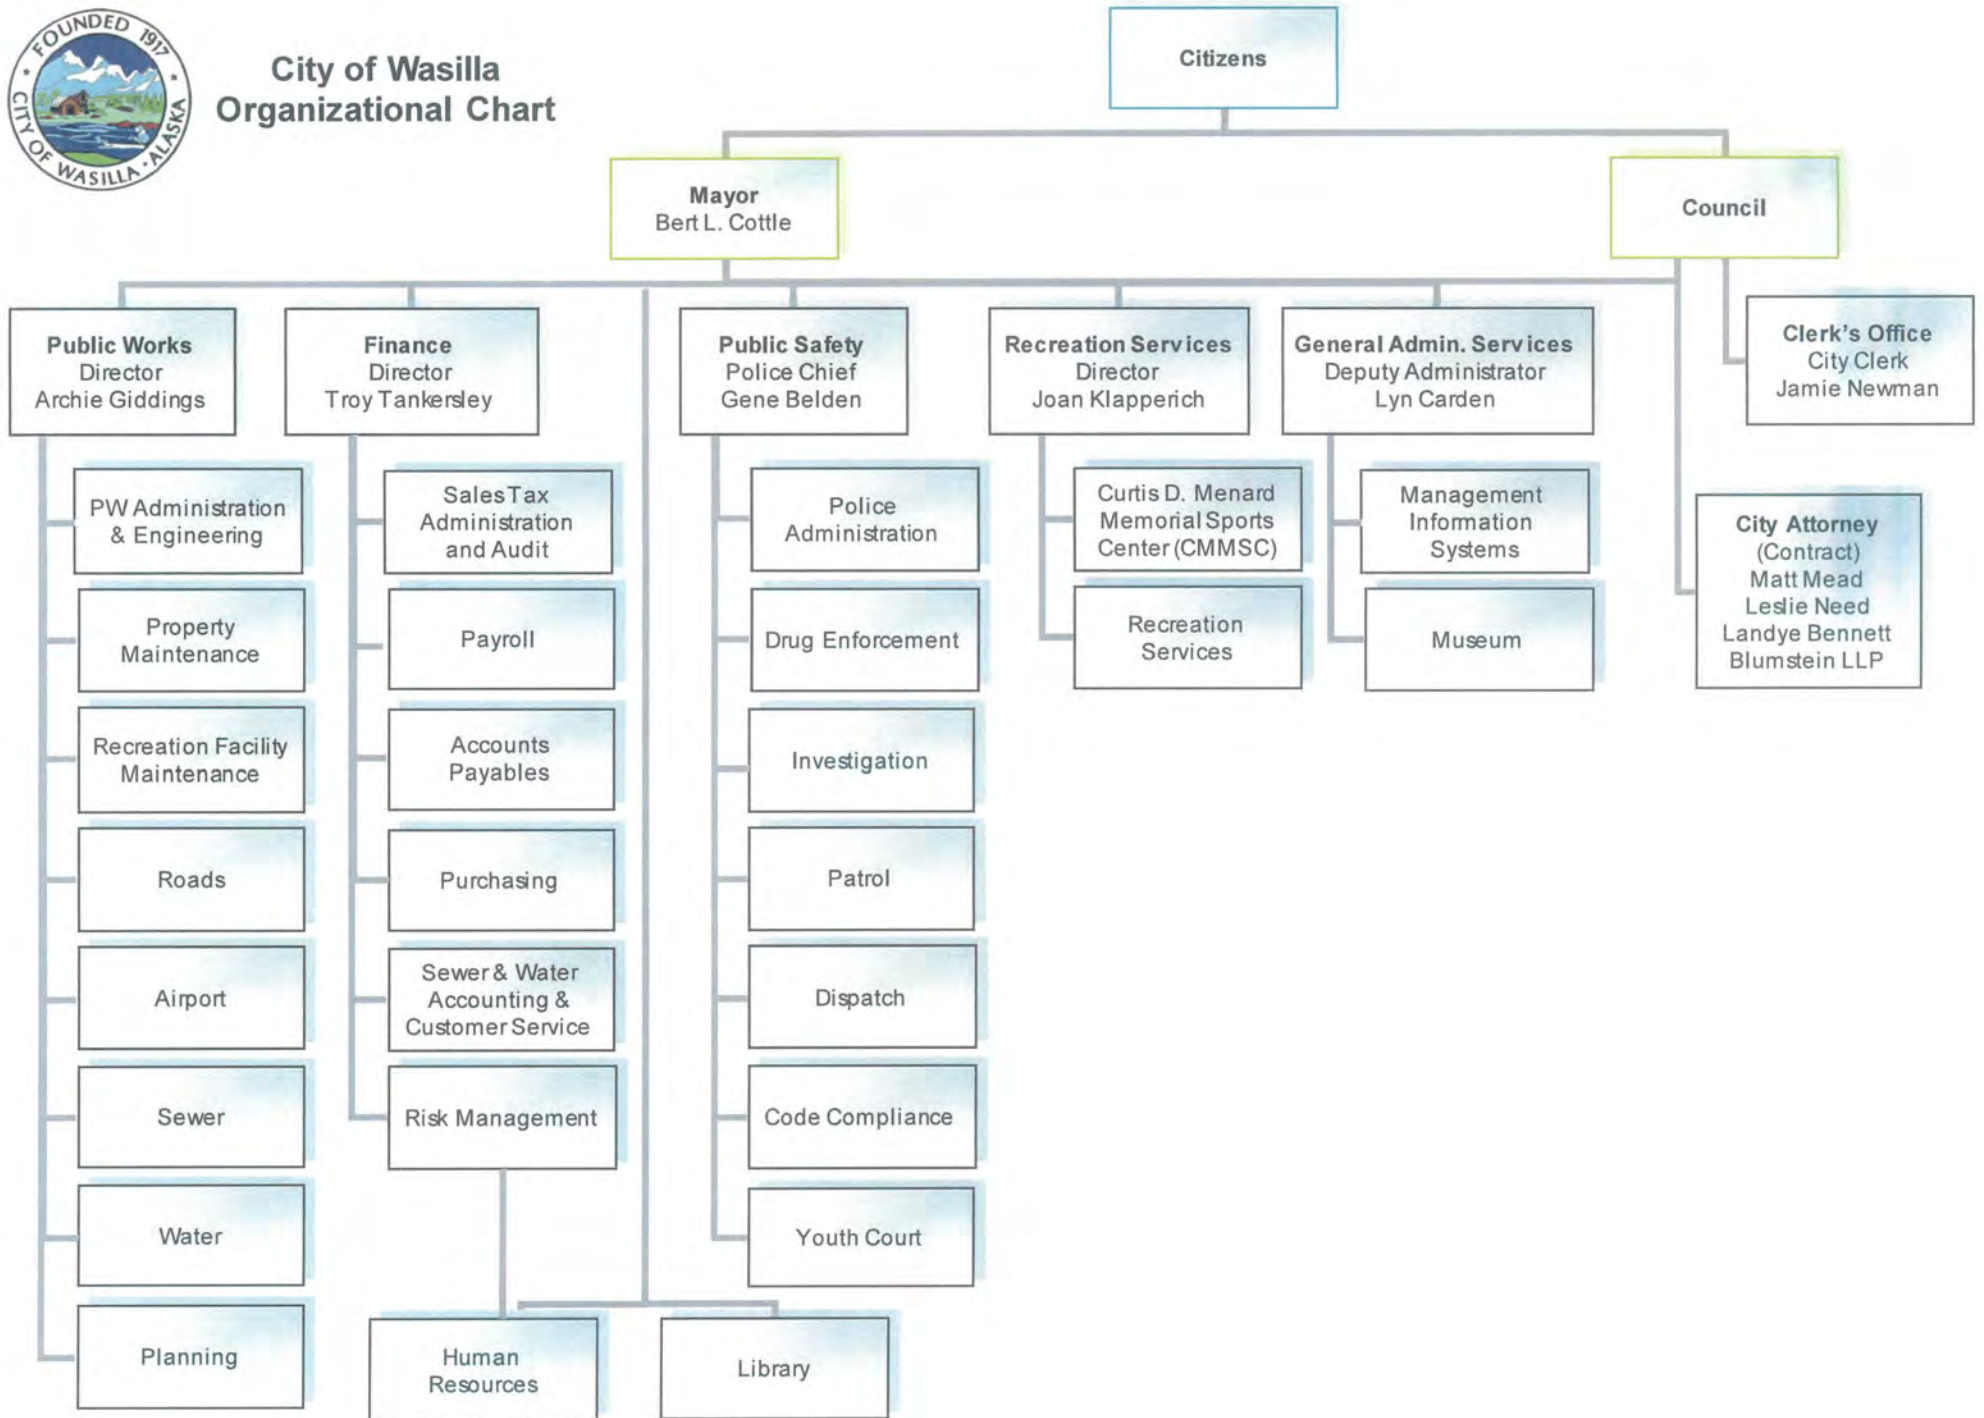 FOUNDED 1917
CITY OF WASILLA • ALASKA
City of Wasilla
Organizational Chart
Citizens
Mayor
Bert L. Cottle
Council
Public Works
Director
Archie Giddings
Finance
Director
Troy Tankersley
Public Safety
Police Chief
Gene Belden
Recreation Services
Director
Joan Klapperich
General Admin. Services
Deputy Administrator
Lyn Carden
Clerk's Office
City Clerk
Jamie Newman
City Attorney
(Contract)
Matt Mead
Leslie Need
Landye Bennett
Blumstein LLP
PW Administration
& Engineering
Property
Maintenance
Recreation Facility
Maintenance
Roads
Airport
Sewer
Water
Planning
Sales Tax
Administration
and Audit
Payroll
Accounts
Payables
Purchasing
Sewer & Water
Accounting &
Customer Service
Risk Management
Human
Resources
Library
Police
Administration
Drug Enforcement
Investigation
Patrol
Dispatch
Code Compliance
Youth Court
Curtis D. Menard
Memorial Sports
Center (CMMSC)
Recreation
Services
Management
Information
Systems
Museum